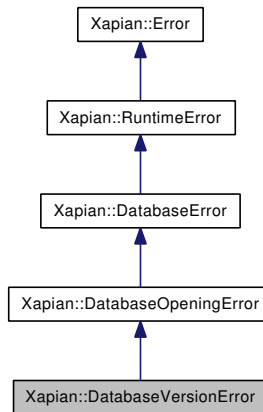 Xapian::Error
Xapian::RuntimeError
Xapian::DatabaseError
Xapian::DatabaseOpeningError
Xapian::DatabaseVersionError